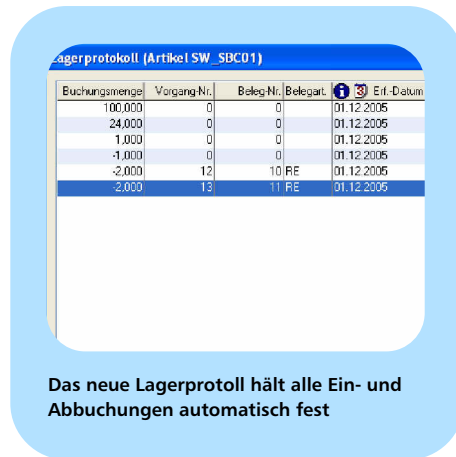 Lagerprotokoll (Artikel SW_SBC01)
Buchungsmenge Vorgang-Nr. Beleg-Nr. Belegart. i 3 Erf.-Datum
100,000 0 0 01.12.2005
24,000 0 0 01.12.2005
1,000 0 0 01.12.2005
-1,000 0 0 01.12.2005
-2,000 12 10 RE 01.12.2005
-2,000 13 11 RE 01.12.2005
Das neue Lagerprotoll hält alle Ein- und
Abbuchungen automatisch fest